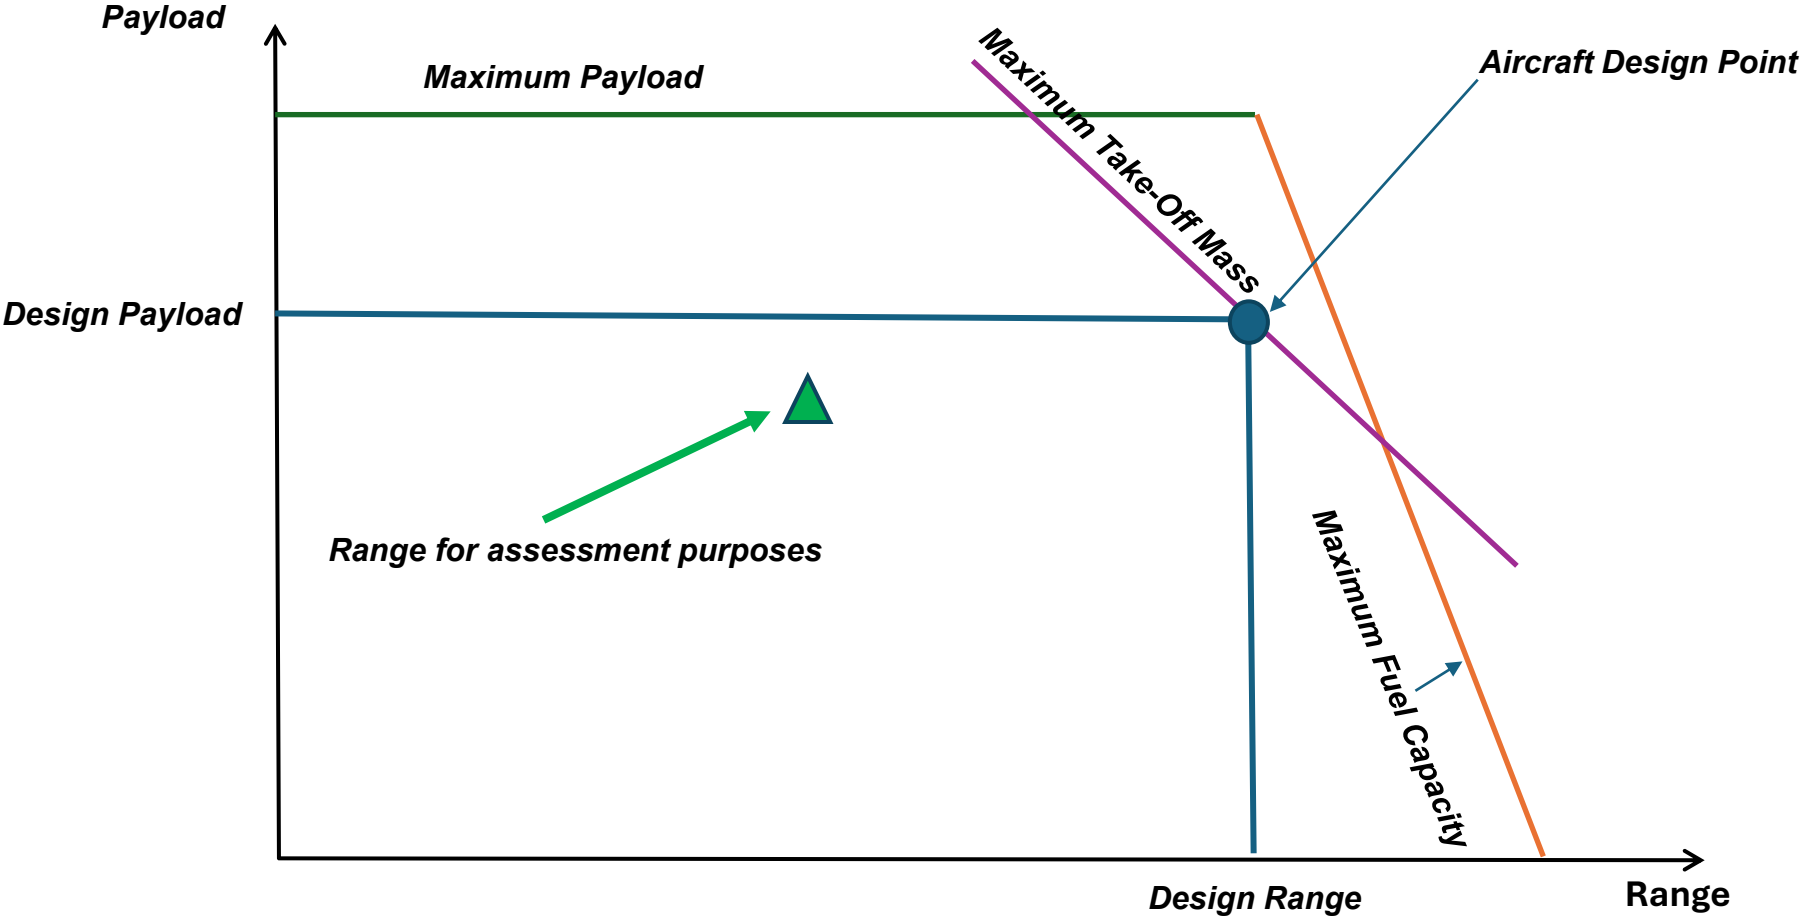 Payload
Maximum Payload
Maximum Take-Off Mass
Aircraft Design Point
Design Payload
Range for assessment purposes
Maximum Fuel Capacity
Design Range
Range